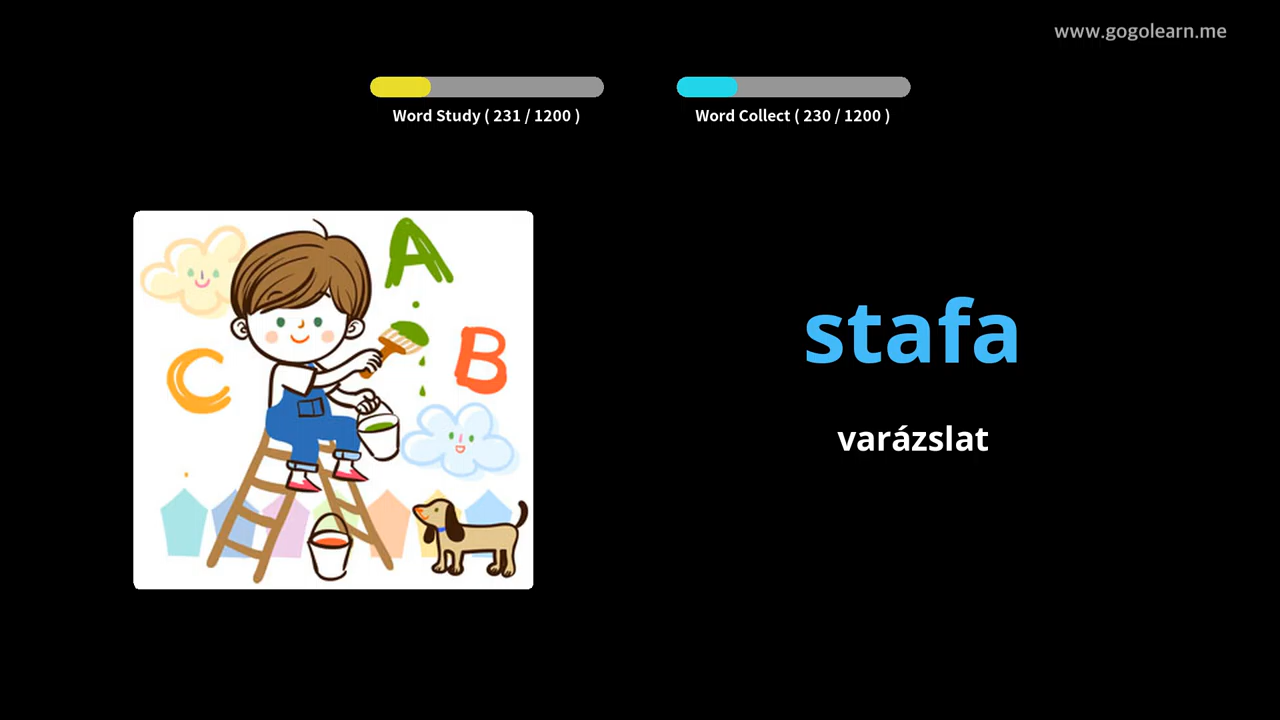 www.gogolearn.me
Word Study ( 231 / 1200 )
Word Collect ( 230 / 1200 )
A
B
C
stafa
varázslat